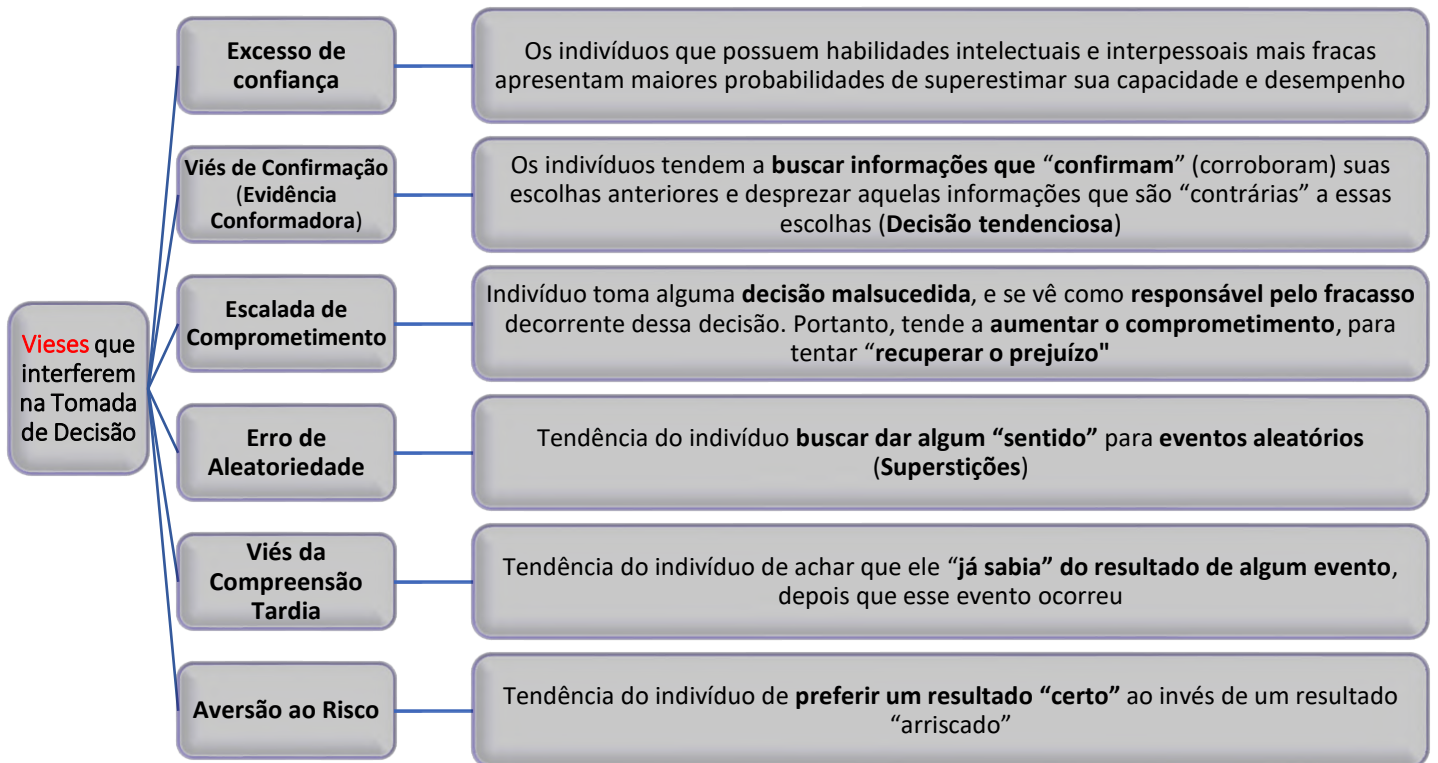 Vieses que
interferem
na Tomada
de Decisão
Excesso de
confiança
Os indivíduos que possuem habilidades intelectuais e interpessoais mais fracas
apresentam maiores probabilidades de superestimar sua capacidade e desempenho
Viés de Confirmação
(Evidência
Conformadora)
Os indivíduos tendem a buscar informações que “confirmam” (corroboram) suas
escolhas anteriores e desprezar aquelas informações que são “contrárias” a essas
escolhas (Decisão tendenciosa)
Escalada de
Comprometimento
Indivíduo toma alguma decisão malsucedida, e se vê como responsável pelo fracasso
decorrente dessa decisão. Portanto, tende a aumentar o comprometimento, para
tentar “recuperar o prejuízo"
Erro de
Aleatoriedade
Tendência do indivíduo buscar dar algum “sentido” para eventos aleatórios
(Superstições)
Viés da
Compreensão
Tardia
Tendência do indivíduo de achar que ele “já sabia” do resultado de algum evento,
depois que esse evento ocorreu
Aversão ao Risco
Tendência do indivíduo de preferir um resultado “certo” ao invés de um resultado
“arriscado”